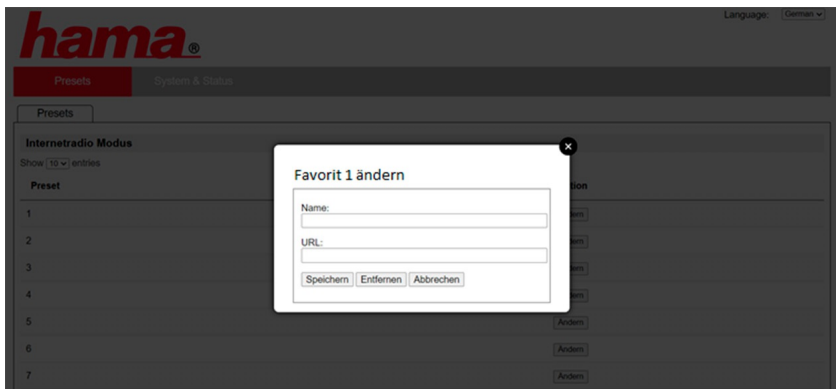 Language: German
hama®
Presets System & Status
Presets
Internetradio Modus
Show 10 entries
Preset
Favorit 1 ändern
Name:
URL:
Speichern Entfernen Abbrechen
1
2
3
4
5 Ändern
6 Ändern
7 Ändern